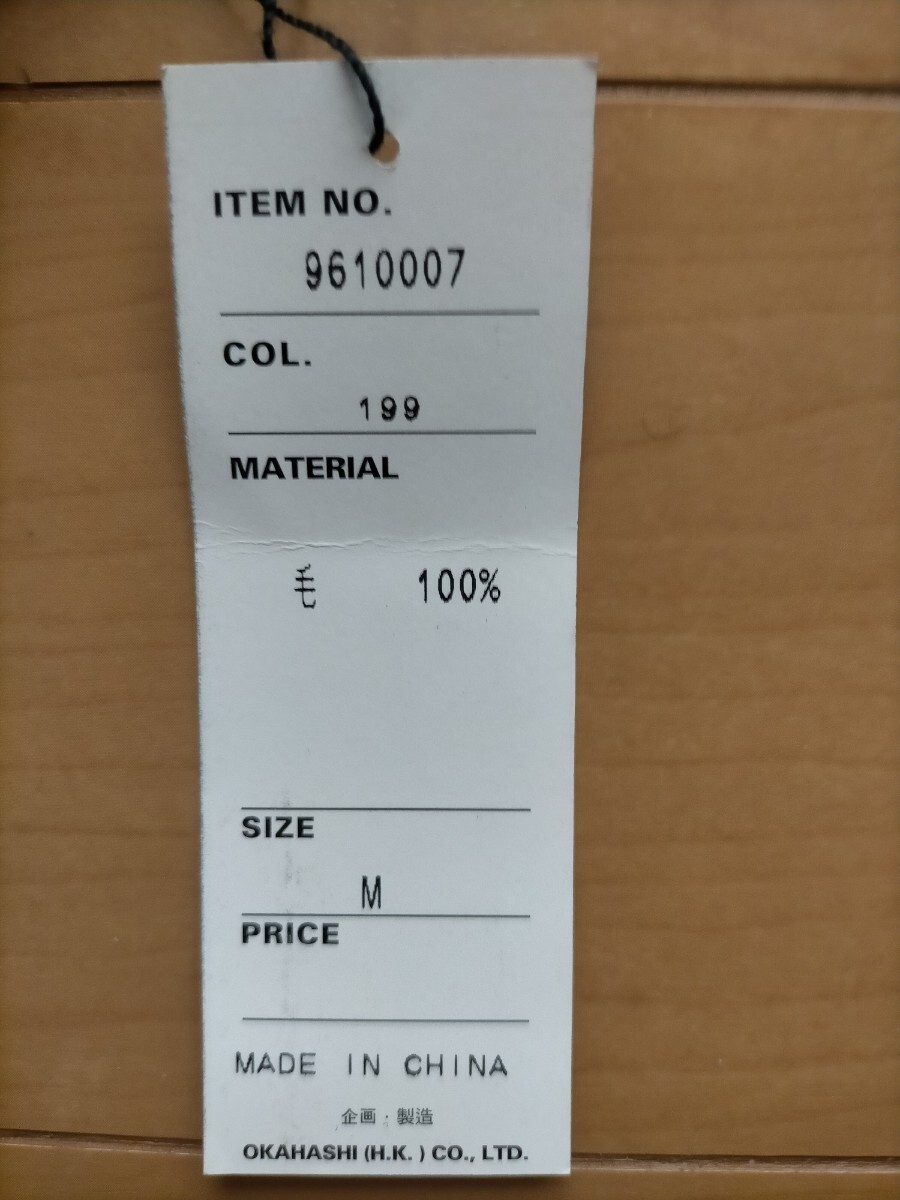 ITEM NO.
9610007
COL.
199
MATERIAL
毛 100%
SIZE
M
PRICE
MADE IN CHINA
企画・製造
OKAHASHI (H.K.) CO., LTD.